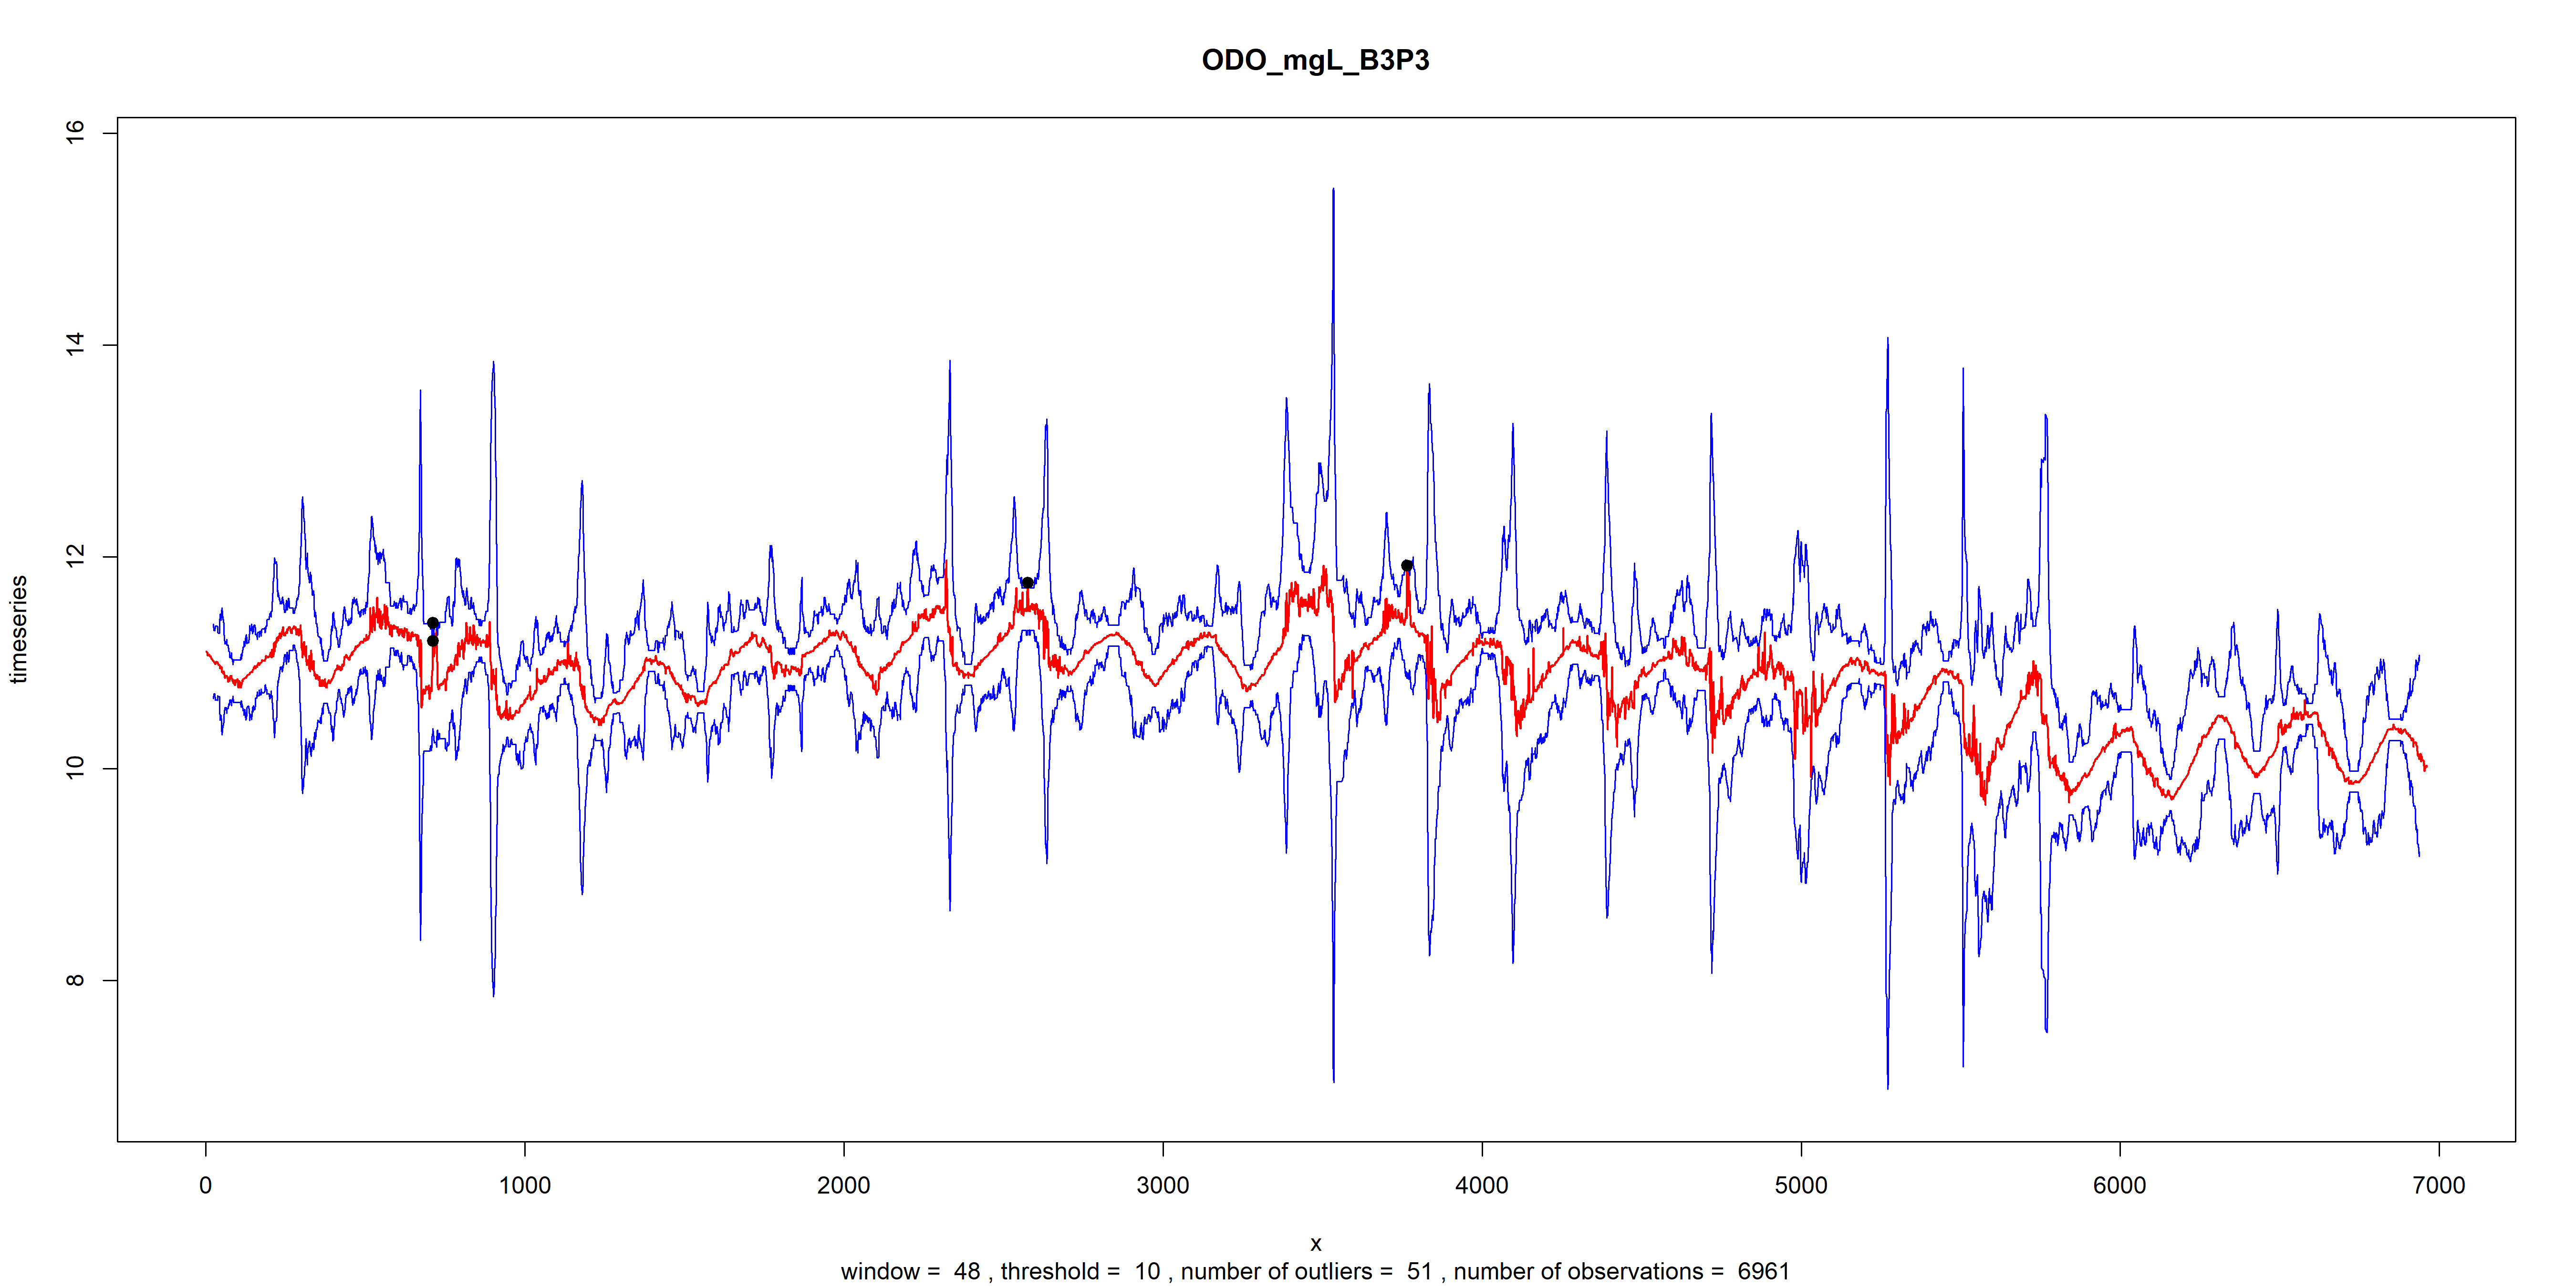 ODO_mgL_B3P3
timeseries
16
14
12
10
8
0 1000 2000 3000 4000 5000 6000 7000
x
window = 48 , threshold = 10 , number of outliers = 51 , number of observations = 6961